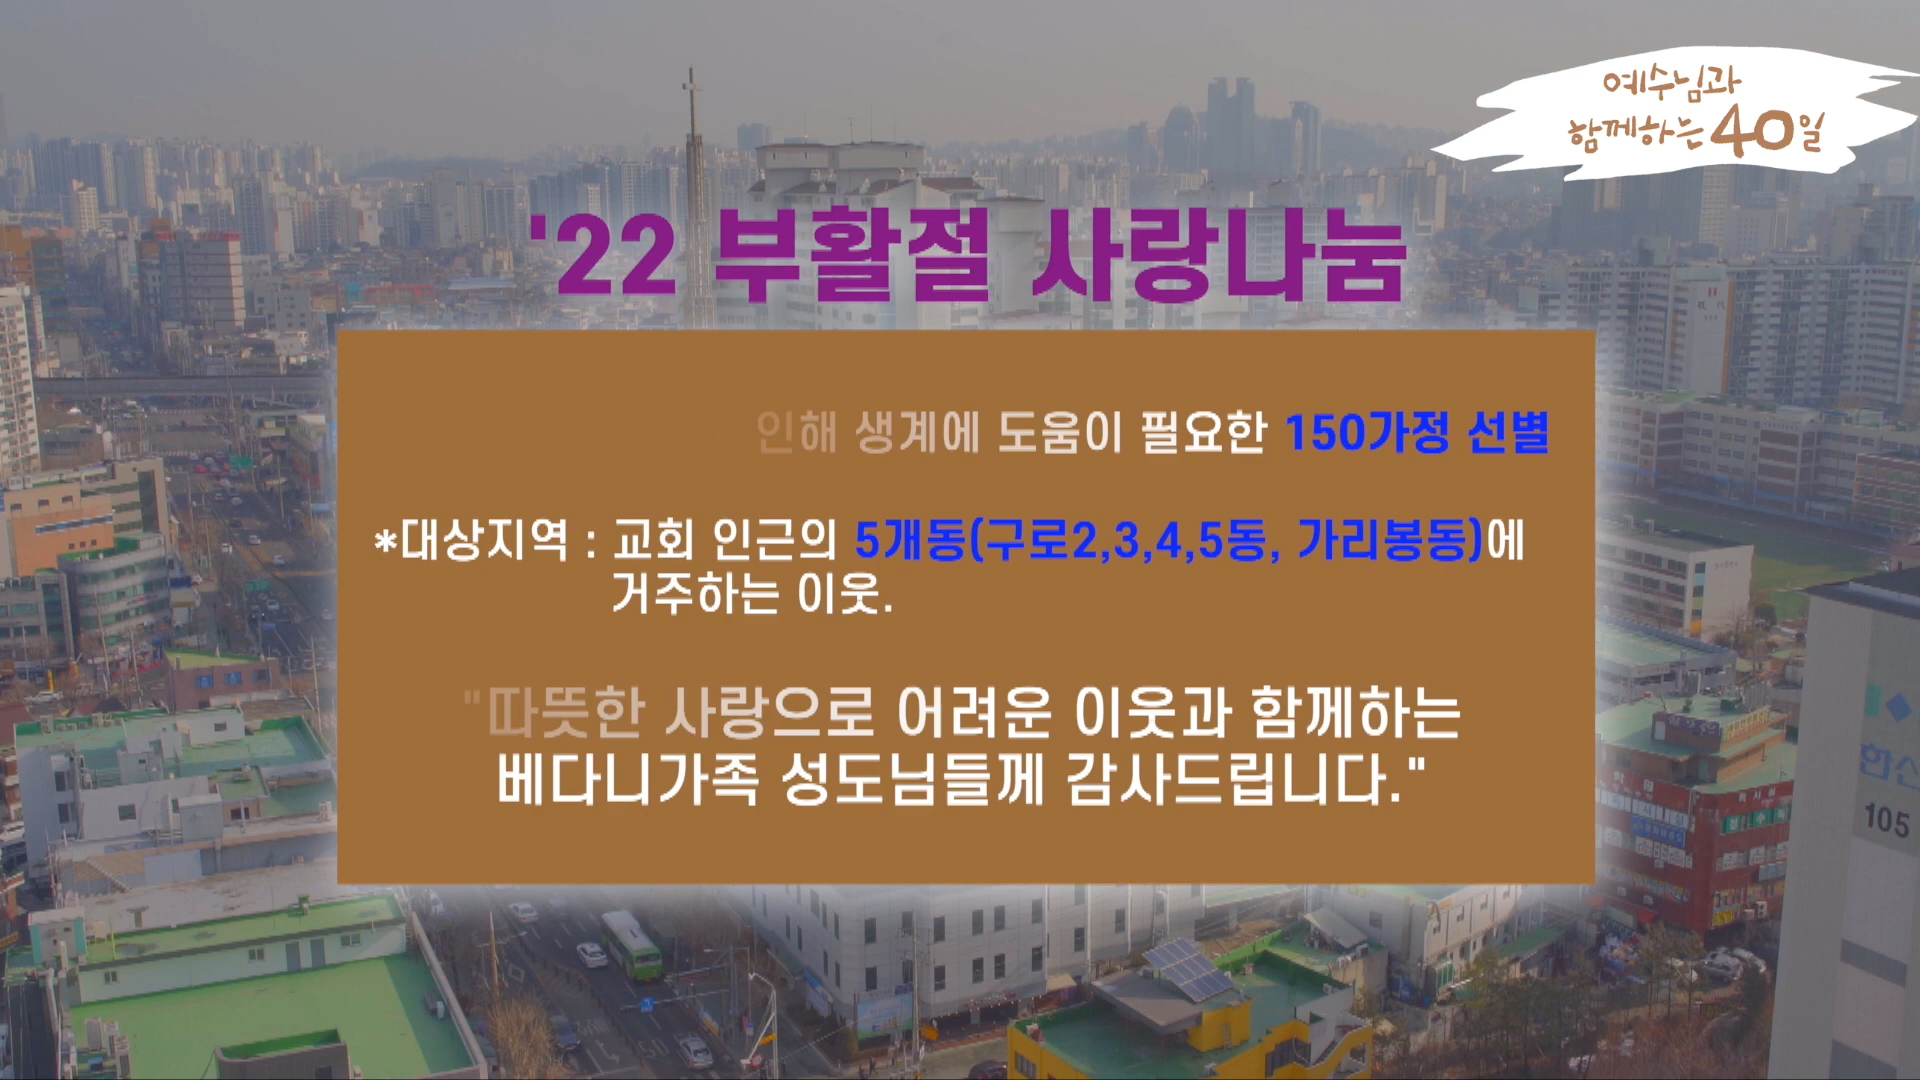 예수님과
함께하는 40일
'22 부활절 사랑나눔
인해 생계에 도움이 필요한 150가정 선별
*대상지역 : 교회 인근의 5개동(구로2,3,4,5동, 가리봉동)에
거주하는 이웃.
"따뜻한 사랑으로 어려운 이웃과 함께하는
베다니가족 성도님들께 감사드립니다."
105